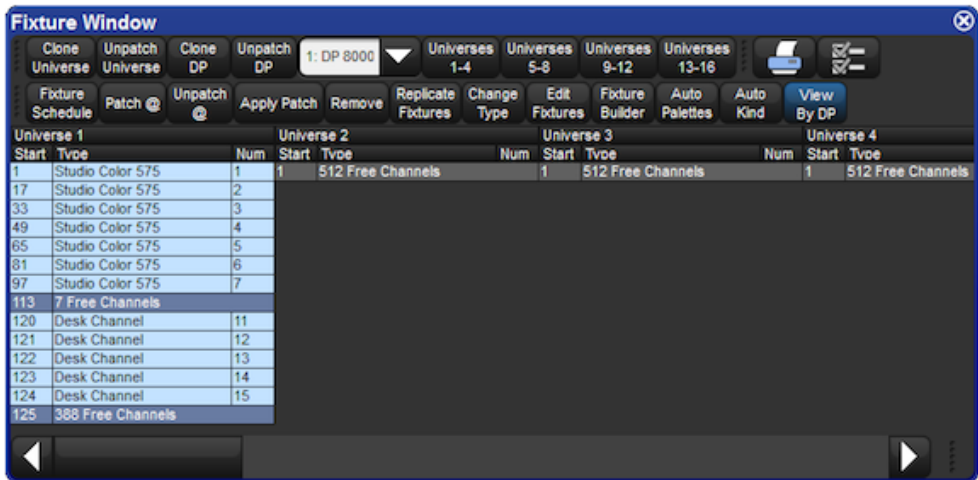 Fixture Window
Clone Universe Unpatch Universe Clone DP Unpatch DP 1: DP 8000 Universes 1-4 Universes 5-8 Universes 9-12 Universes 13-16
Fixture Schedule Patch @ Unpatch @ Apply Patch Remove Replicate Fixtures Change Type Edit Fixtures Fixture Builder Auto Palettes Auto Kind View By DP
Universe 1 Universe 2 Universe 3 Universe 4
Start Type Num Start Type Num Start Type Num Start Type
1 Studio Color 575 1 1 512 Free Channels 1 512 Free Channels 1 512 Free Channels
17 Studio Color 575 2
33 Studio Color 575 3
49 Studio Color 575 4
65 Studio Color 575 5
81 Studio Color 575 6
97 Studio Color 575 7
113 7 Free Channels
120 Desk Channel 11
121 Desk Channel 12
122 Desk Channel 13
123 Desk Channel 14
124 Desk Channel 15
125 388 Free Channels